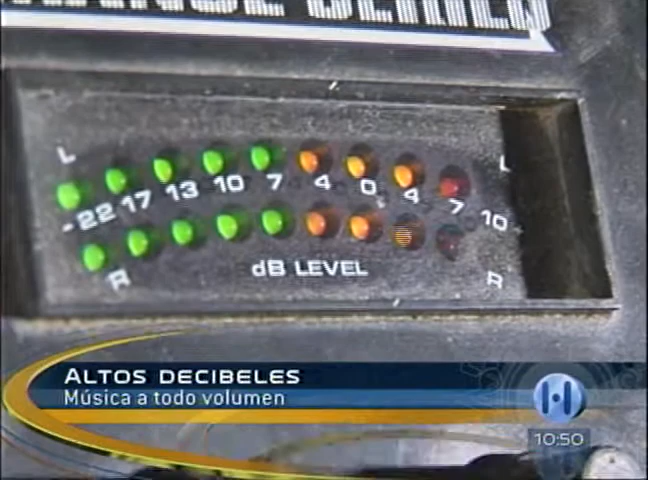 L L
-22 17 13 10 7 4 0 4 7 10
R dB LEVEL R
ALTOS DECIBELES
Música a todo volumen
H
10:50